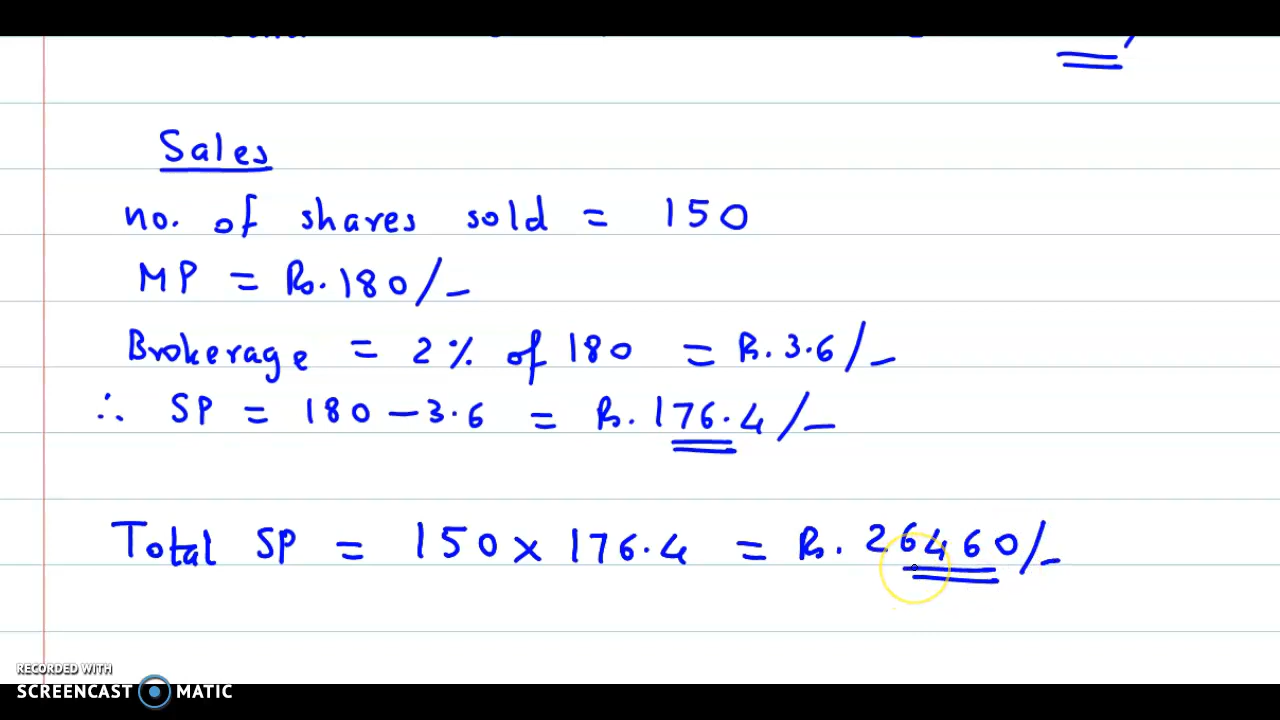 Sales
no. of shares sold = 150
MP = Rs. 180/-
Brokerage = 2% of 180 = Rs. 3.6/-
∴ SP = 180 - 3.6 = Rs. 176.4/-
Total SP = 150 x 176.4 = Rs. 26460/-
RECORDED WITH
SCREENCAST MATIC